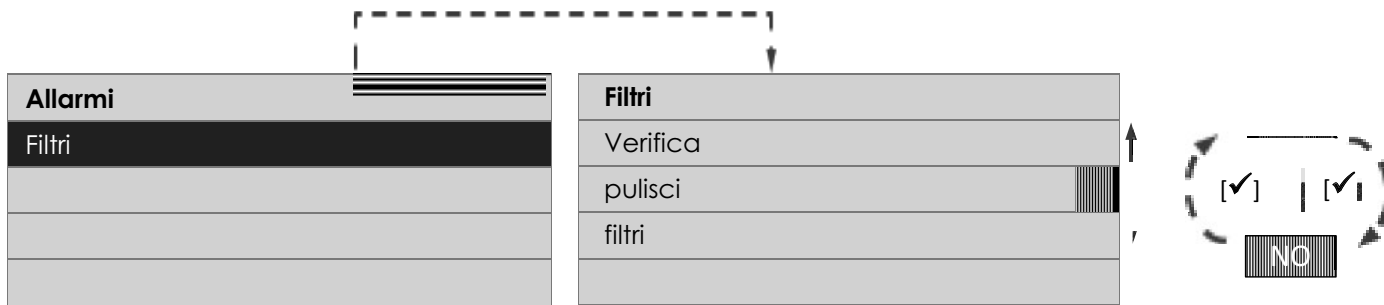 Allarmi
Filtri
Filtri
Verifica
pulisci
filtri
[✓] [✓
NO